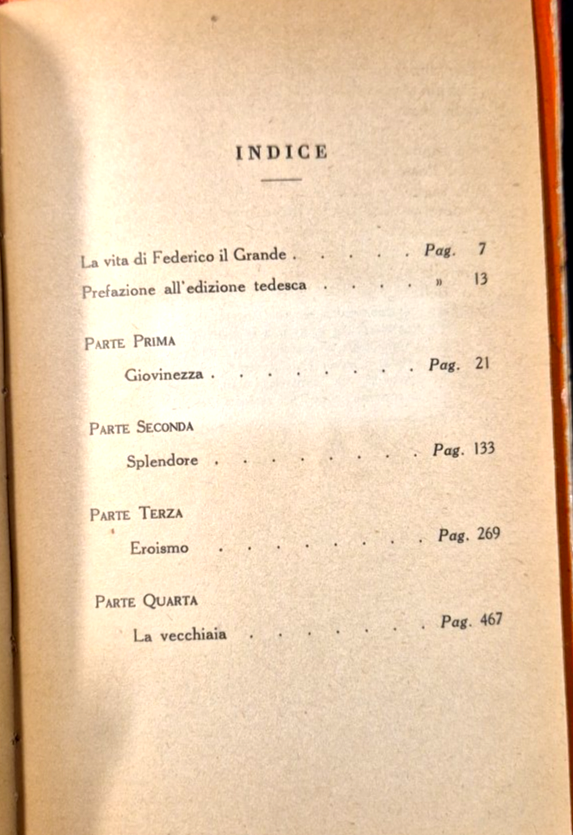 INDICE
La vita di Federico il Grande . . . . . Pag. 7
Prefazione all'edizione tedesca . . . . » 13
PARTE PRIMA
Giovinezza . . . . . . . . Pag. 21
PARTE SECONDA
Splendore . . . . . . . . Pag. 133
PARTE TERZA
Eroismo . . . . . . . . Pag. 269
PARTE QUARTA
La vecchiaia . . . . . . . Pag. 467